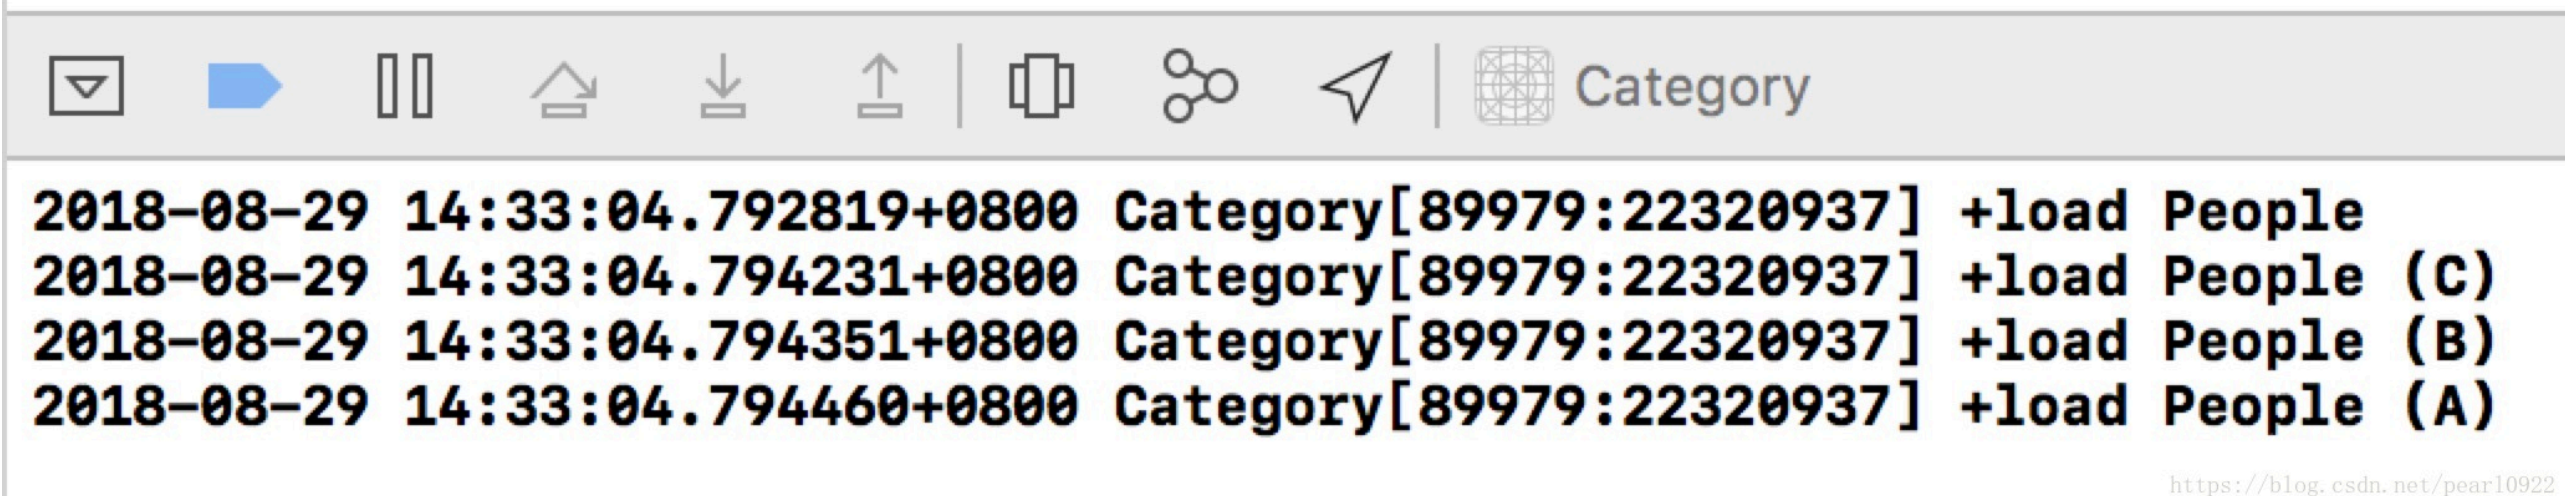 Category
2018-08-29 14:33:04.792819+0800 Category[89979:22320937] +load People
2018-08-29 14:33:04.794231+0800 Category[89979:22320937] +load People (C)
2018-08-29 14:33:04.794351+0800 Category[89979:22320937] +load People (B)
2018-08-29 14:33:04.794460+0800 Category[89979:22320937] +load People (A)
https://blog.csdn.net/pearl0922